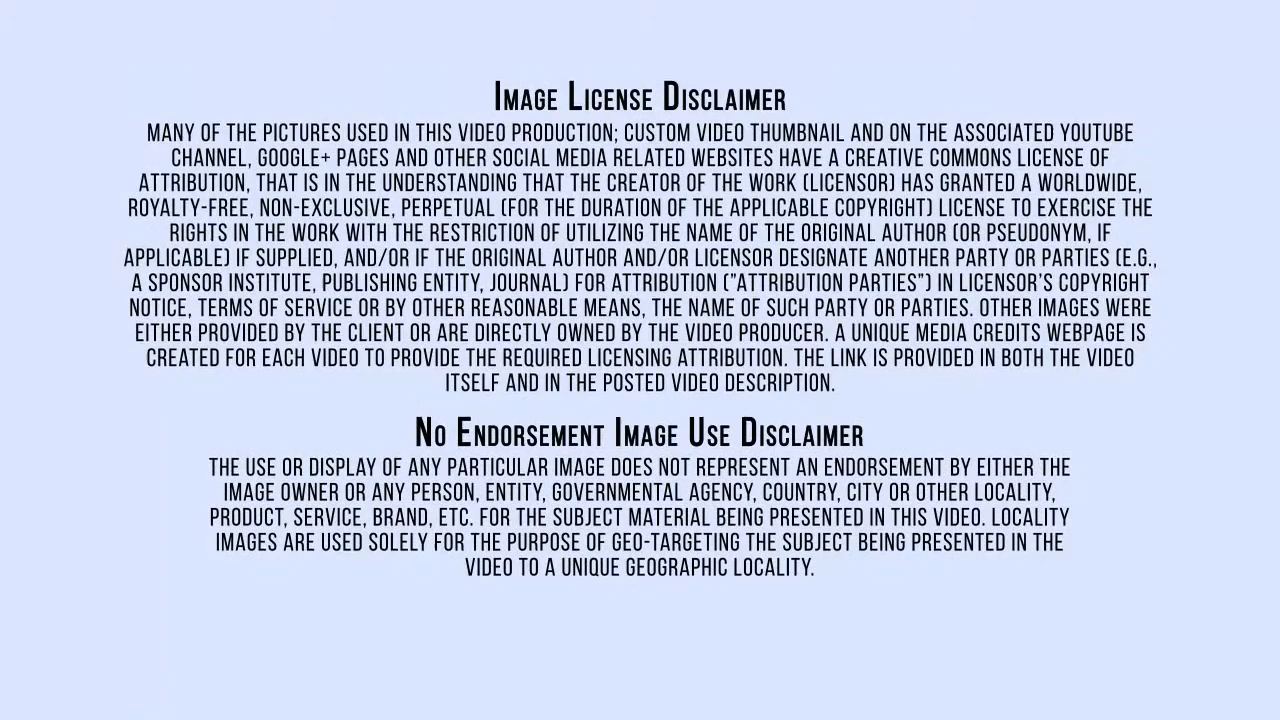 Image License Disclaimer
MANY OF THE PICTURES USED IN THIS VIDEO PRODUCTION; CUSTOM VIDEO THUMBNAIL AND ON THE ASSOCIATED YOUTUBE
CHANNEL, GOOGLE+ PAGES AND OTHER SOCIAL MEDIA RELATED WEBSITES HAVE A CREATIVE COMMONS LICENSE OF
ATTRIBUTION, THAT IS IN THE UNDERSTANDING THAT THE CREATOR OF THE WORK (LICENSOR) HAS GRANTED A WORLDWIDE,
ROYALTY-FREE, NON-EXCLUSIVE, PERPETUAL (FOR THE DURATION OF THE APPLICABLE COPYRIGHT) LICENSE TO EXERCISE THE
RIGHTS IN THE WORK WITH THE RESTRICTION OF UTILIZING THE NAME OF THE ORIGINAL AUTHOR (OR PSEUDONYM, IF
APPLICABLE) IF SUPPLIED, AND/OR IF THE ORIGINAL AUTHOR AND/OR LICENSOR DESIGNATE ANOTHER PARTY OR PARTIES (E.G.,
A SPONSOR INSTITUTE, PUBLISHING ENTITY, JOURNAL) FOR ATTRIBUTION ("ATTRIBUTION PARTIES") IN LICENSOR'S COPYRIGHT
NOTICE, TERMS OF SERVICE OR BY OTHER REASONABLE MEANS, THE NAME OF SUCH PARTY OR PARTIES. OTHER IMAGES WERE
EITHER PROVIDED BY THE CLIENT OR ARE DIRECTLY OWNED BY THE VIDEO PRODUCER. A UNIQUE MEDIA CREDITS WEBPAGE IS
CREATED FOR EACH VIDEO TO PROVIDE THE REQUIRED LICENSING ATTRIBUTION. THE LINK IS PROVIDED IN BOTH THE VIDEO
ITSELF AND IN THE POSTED VIDEO DESCRIPTION.
No Endorsement Image Use Disclaimer
THE USE OR DISPLAY OF ANY PARTICULAR IMAGE DOES NOT REPRESENT AN ENDORSEMENT BY EITHER THE
IMAGE OWNER OR ANY PERSON, ENTITY, GOVERNMENTAL AGENCY, COUNTRY, CITY OR OTHER LOCALITY,
PRODUCT, SERVICE, BRAND, ETC. FOR THE SUBJECT MATERIAL BEING PRESENTED IN THIS VIDEO. LOCALITY
IMAGES ARE USED SOLELY FOR THE PURPOSE OF GEO-TARGETING THE SUBJECT BEING PRESENTED IN THE
VIDEO TO A UNIQUE GEOGRAPHIC LOCALITY.